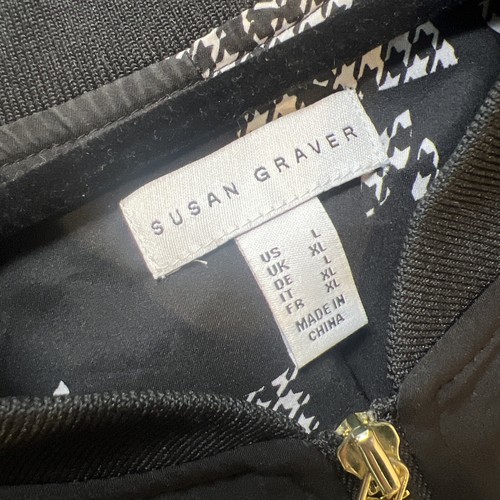 SUSAN GRAVER
US L
UK XL
DE L
IT XL
FR XL
MADE IN
CHINA